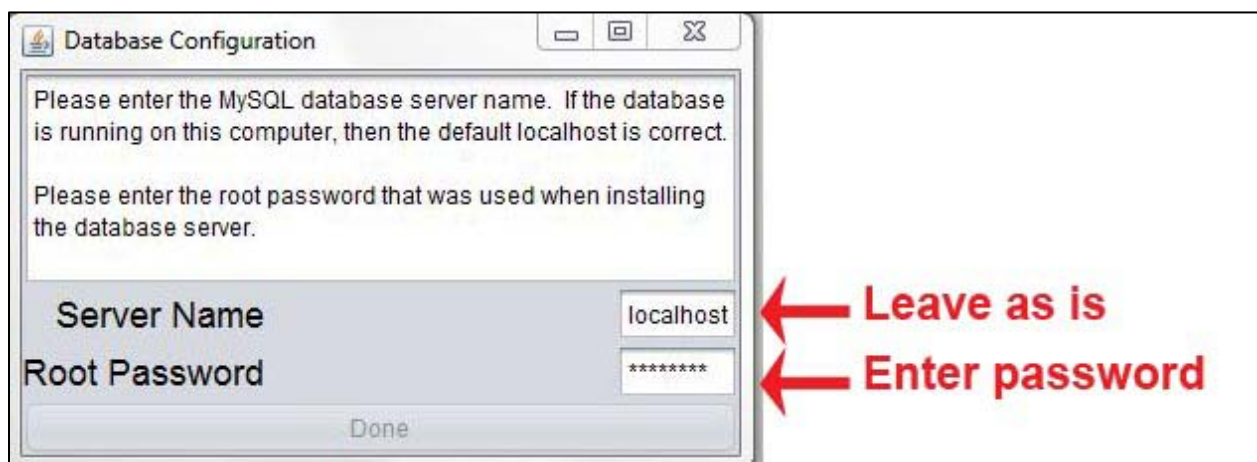 Database Configuration
Please enter the MySQL database server name. If the database
is running on this computer, then the default localhost is correct.
Please enter the root password that was used when installing
the database server.
Server Name
localhost
Leave as is
Root Password
********
Enter password
Done